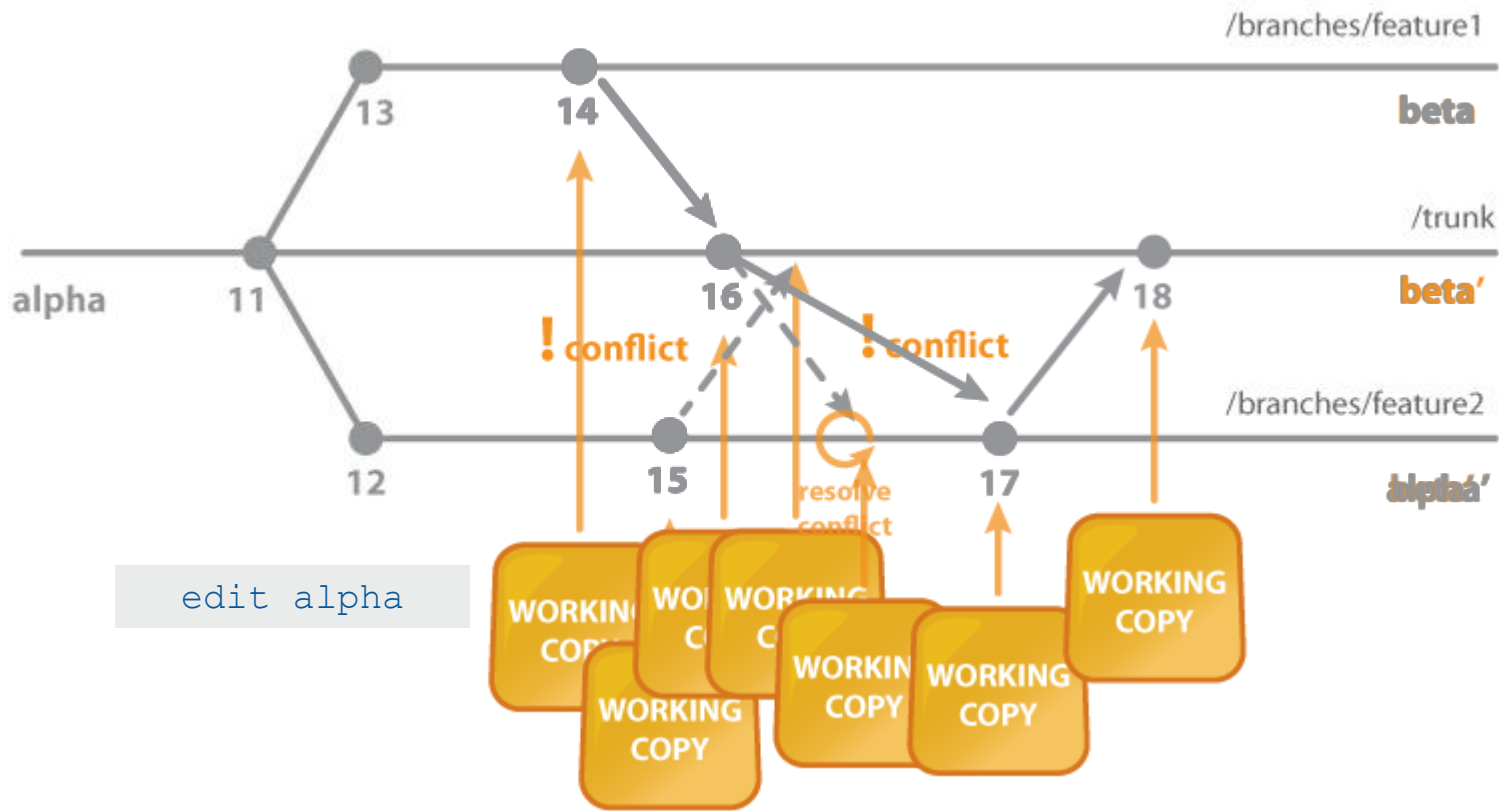 /branches/feature1
13
14
beta
/trunk
alpha
11
16
18
beta′
! conflict
! conflict
/branches/feature2
12
15
17
resolve
conflict
edit alpha
WORKING
COPY
WORKING
COPY
WORKING
COPY
WORKING
COPY
WORKING
COPY